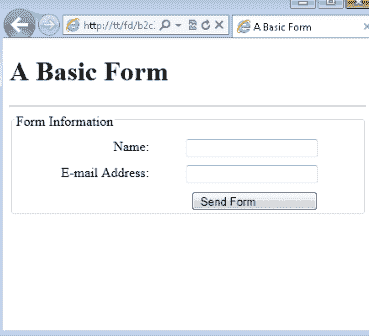 http://tt/fd/b2c.
A Basic Form
A Basic Form
Form Information
Name:
E-mail Address:
Send Form